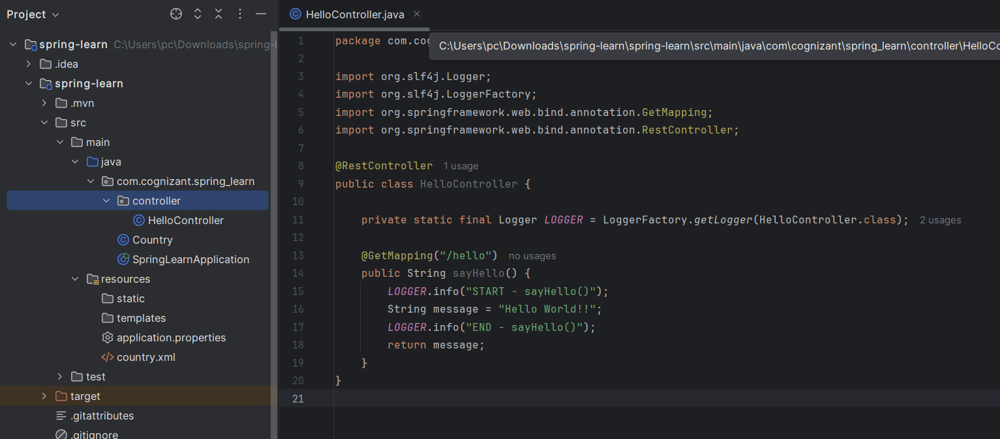 Project
spring-learn C:\Users\pc\Downloads\spring-l
.idea
spring-learn
.mvn
src
main
java
com.cognizant.spring_learn
controller
HelloController
Country
SpringLearnApplication
resources
static
templates
application.properties
country.xml
test
target
.gitattributes
.gitignore
HelloController.java
C:\Users\pc\Downloads\spring-learn\spring-learn\src\main\java\com\cognizant\spring_learn\controller\HelloCo
1 package com.cog
2
3 import org.slf4j.Logger;
4 import org.slf4j.LoggerFactory;
5 import org.springframework.web.bind.annotation.GetMapping;
6 import org.springframework.web.bind.annotation.RestController;
7
8 @RestController 1 usage
9 public class HelloController {
10
11 private static final Logger LOGGER = LoggerFactory.getLogger(HelloController.class); 2 usages
12
13 @GetMapping("/hello") no usages
14 public String sayHello() {
15 LOGGER.info("START - sayHello()");
16 String message = "Hello World!!";
17 LOGGER.info("END - sayHello()");
18 return message;
19 }
20 }
21